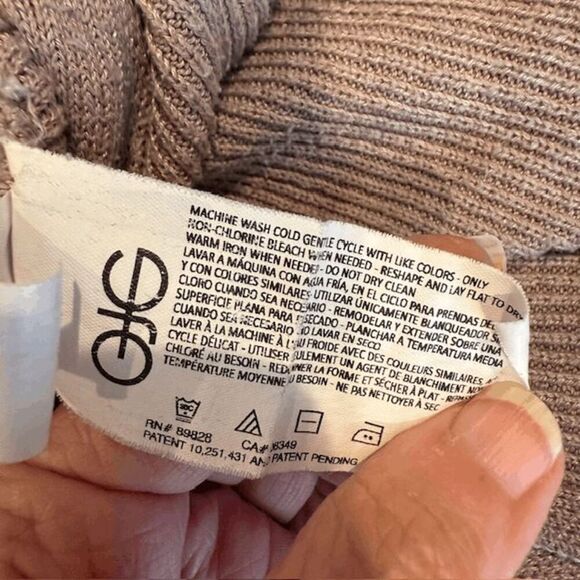 MACHINE WASH COLD GENTLE CYCLE WITH LIKE COLORS - ONLY
NON-CHLORINE BLEACH WHEN NEEDED - RESHAPE AND LAY FLAT TO DRY
WARM IRON WHEN NEEDED - DO NOT DRY CLEAN
LAVAR A MÁQUINA CON AGUA FRÍA, EN EL CICLO PARA PRENDAS DE
Y CON COLORES SIMILARES UTILIZAR ÚNICAMENTE BLANQUEADOR SI
CLORO CUANDO SEA NECESARIO - REMODELAR Y EXTENDER SOBRE UNA
SUPERFICIE PLANA PARA SECADO - PLANCHAR A TEMPERATURA MEDIA
CUANDO SEA NECESARIO LAVAR EN SECO
LAVER À LA MACHINE À FROIDE AVEC DES COULEURS SIMILAIRES
CYCLE DÉLICAT - UTILISER SEULEMENT UN AGENT DE BLANCHIMENT
CHLORÉ AU BESOIN - LA FORME ET SÉCHER À PLAT -
TEMPÉRATURE MOYENNE AU BESOIN - NE PAS NETTOYER À SEC
RN# 89828 CA#
PATENT 10,251,431 AND PATENT PENDING